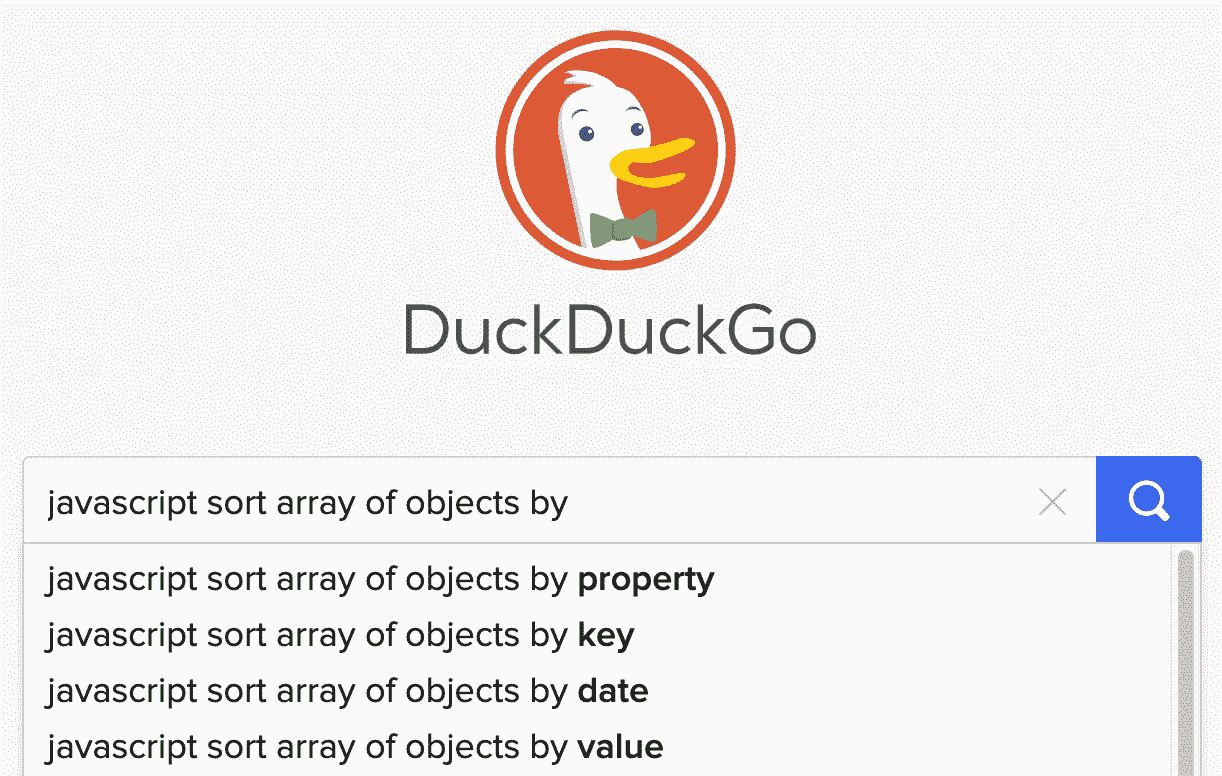 DuckDuckGo
javascript sort array of objects by
javascript sort array of objects by property
javascript sort array of objects by key
javascript sort array of objects by date
javascript sort array of objects by value